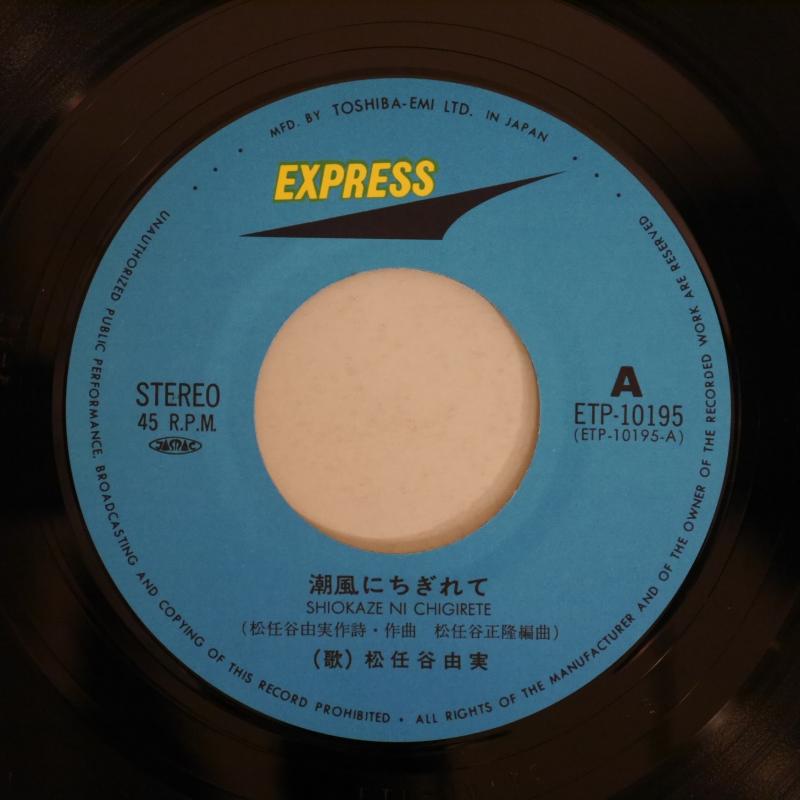 MFD. BY TOSHIBA-EMI LTD. IN JAPAN
EXPRESS
STEREO
45 R.P.M.
JASRAC
A
ETP-10195
(ETP-10195-A)
潮風にちぎれて
SHIOKAZE NI CHIGIRETE
(松任谷由実作詩・作曲 松任谷正隆編曲)
(歌) 松任谷由実
UNAUTHORIZED PUBLIC PERFORMANCE, BROADCASTING AND COPYING OF THIS RECORD PROHIBITED • ALL RIGHTS OF THE MANUFACTURER AND OF THE OWNER OF THE RECORDED WORK ARE RESERVED